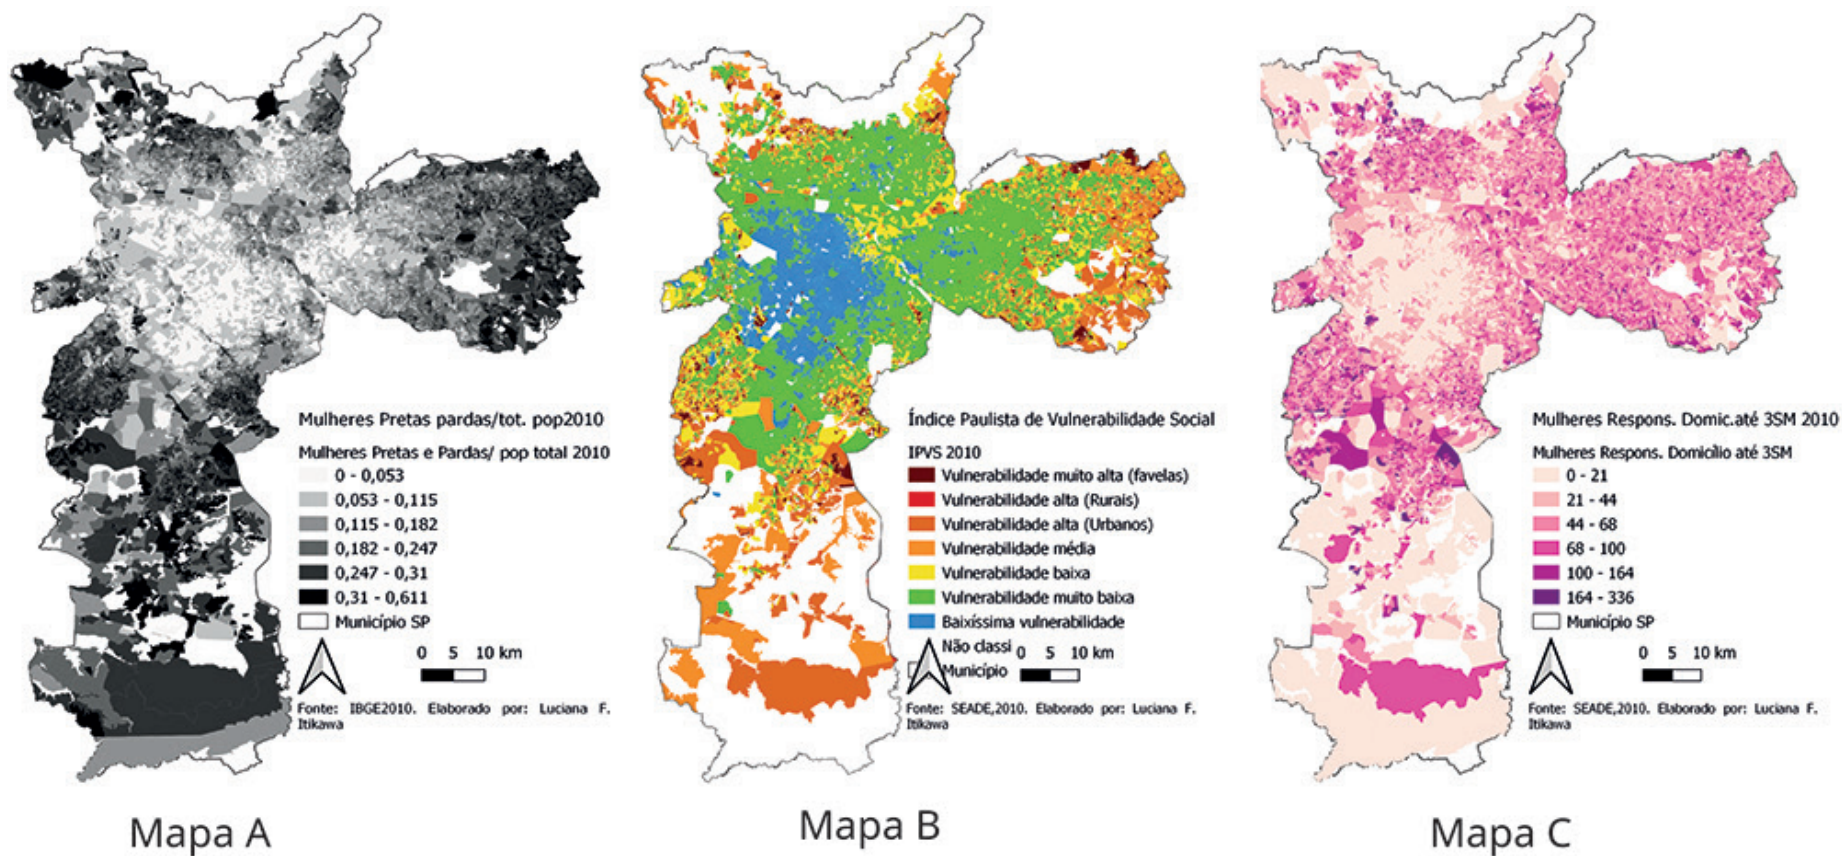 Mulheres Pretas pardas/tot. pop2010
Mulheres Pretas e Pardas/ pop total 2010
0 - 0,053
0,053 - 0,115
0,115 - 0,182
0,182 - 0,247
0,247 - 0,31
0,31 - 0,611
Município SP
0 5 10 km
Fonte: IBGE2010. Elaborado por: Luciana F.
Itikawa
Mapa A
Índice Paulista de Vulnerabilidade Social
IPVS 2010
Vulnerabilidade muito alta (favelas)
Vulnerabilidade alta (Rurais)
Vulnerabilidade alta (Urbanos)
Vulnerabilidade média
Vulnerabilidade baixa
Vulnerabilidade muito baixa
Baixíssima vulnerabilidade
Não classi
Município
0 5 10 km
Fonte: SEADE,2010. Elaborado por: Luciana F.
Itikawa
Mapa B
Mulheres Respons. Domic.até 3SM 2010
Mulheres Respons. Domicílio até 3SM
0 - 21
21 - 44
44 - 68
68 - 100
100 - 164
164 - 336
Município SP
0 5 10 km
Fonte: SEADE,2010. Elaborado por: Luciana F.
Itikawa
Mapa C